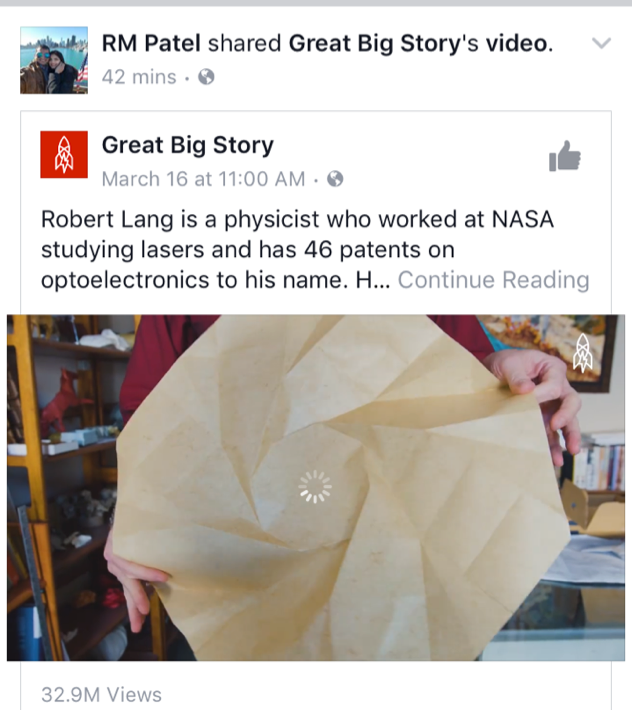 RM Patel shared Great Big Story's video.
42 mins ·
Great Big Story
March 16 at 11:00 AM ·
Robert Lang is a physicist who worked at NASA
studying lasers and has 46 patents on
optoelectronics to his name. H... Continue Reading
32.9M Views